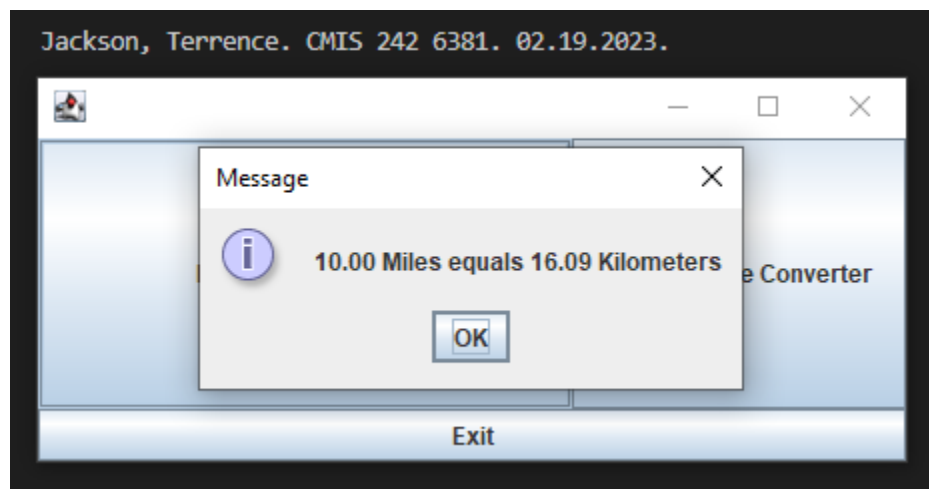 Jackson, Terrence. CMIS 242 6381. 02.19.2023.
Message
10.00 Miles equals 16.09 Kilometers
e Converter
OK
Exit